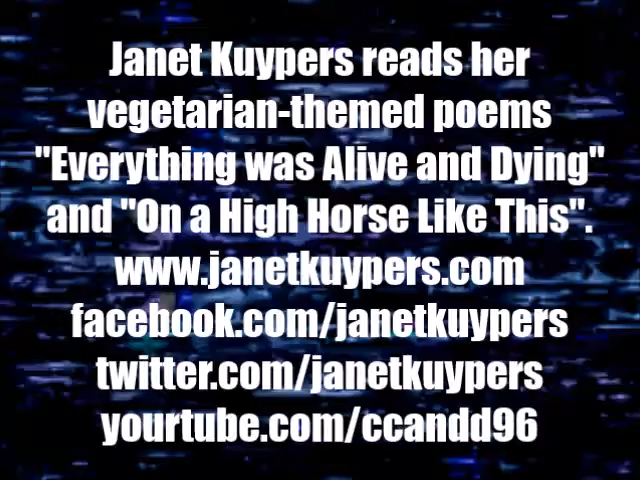 Janet Kuypers reads her
vegetarian-themed poems
"Everything was Alive and Dying"
and "On a High Horse Like This".
www.janetkuypers.com
facebook.com/janetkuypers
twitter.com/janetkuypers
yourtube.com/ccandd96